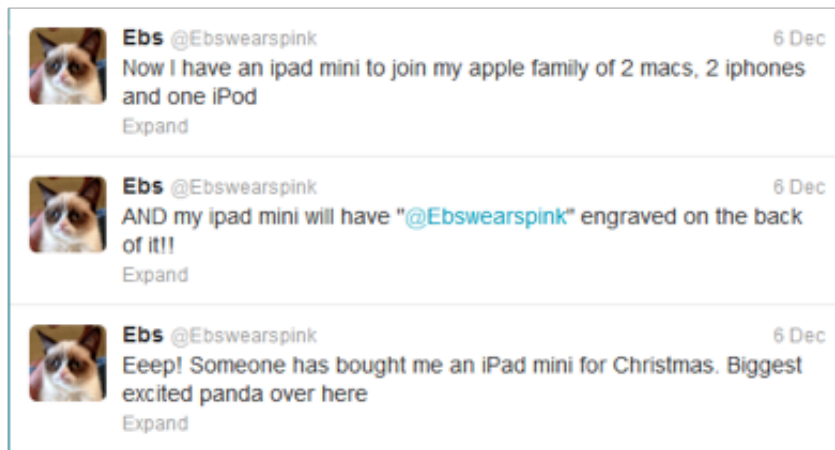 Ebs @Ebswearspink 6 Dec
Now I have an ipad mini to join my apple family of 2 macs, 2 iphones
and one iPod
Expand
Ebs @Ebswearspink 6 Dec
AND my ipad mini will have "@Ebswearspink" engraved on the back
of it!!
Expand
Ebs @Ebswearspink 6 Dec
Eeep! Someone has bought me an iPad mini for Christmas. Biggest
excited panda over here
Expand